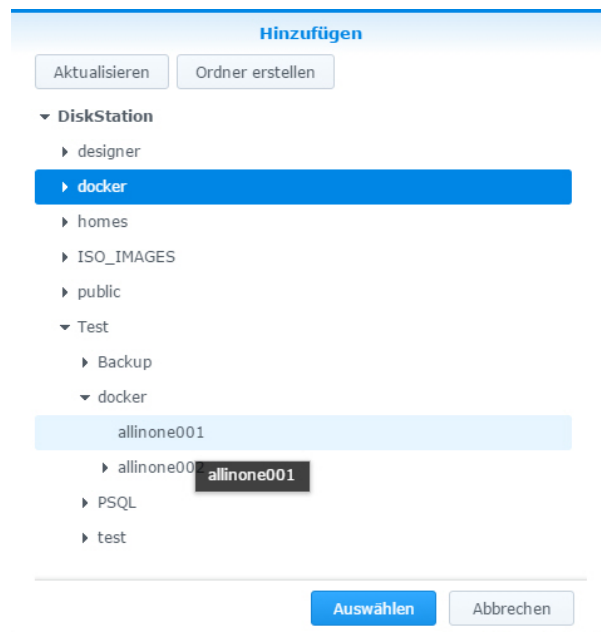 Hinzufügen
Aktualisieren Ordner erstellen
DiskStation
designer
docker
homes
ISO_IMAGES
public
Test
Backup
docker
allinone001
allinone002
allinone001
PSQL
test
Auswählen Abbrechen